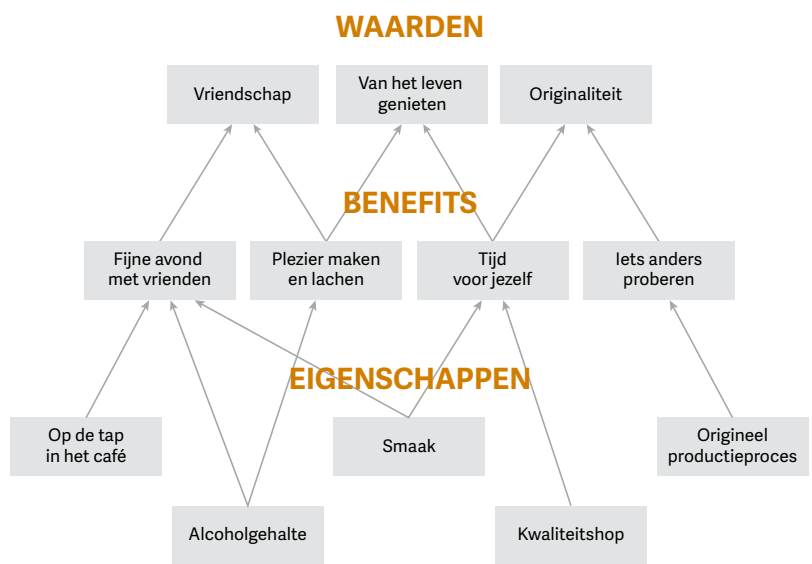 WAARDEN
Vriendschap
Van het leven
genieten
Originaliteit
BENEFITS
Fijne avond
met vrienden
Plezier maken
en lachen
Tijd
voor jezelf
Iets anders
proberen
EIGENSCHAPPEN
Op de tap
in het café
Smaak
Origineel
productieproces
Alcoholgehalte
Kwaliteitshop